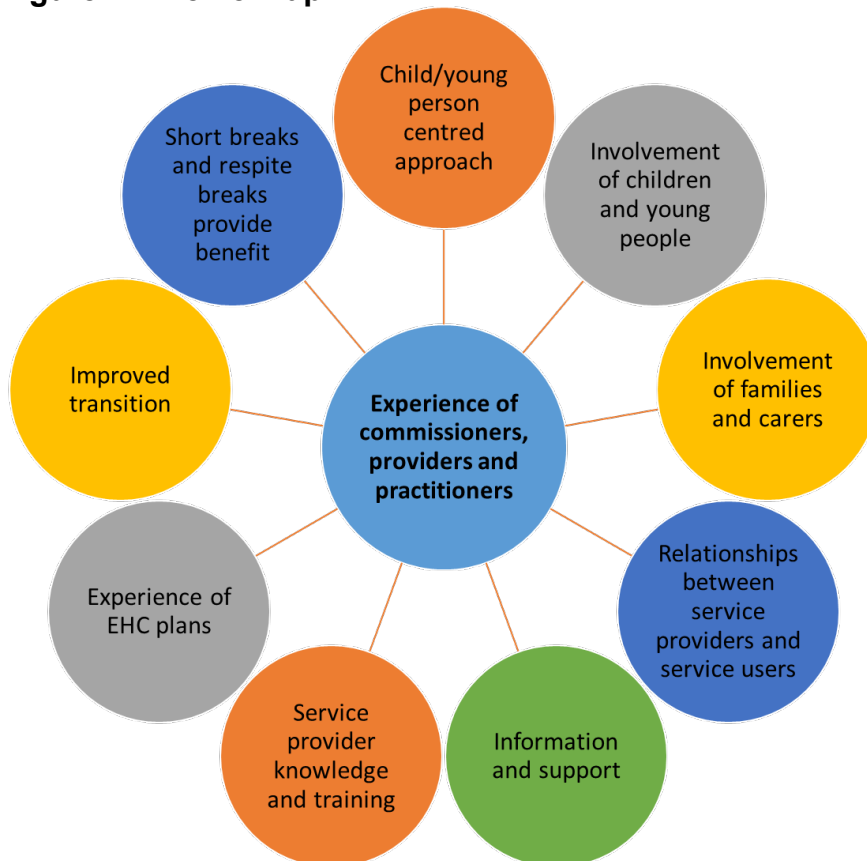 Child/young
person
centred
approach
Involvement
of children
and young
people
Involvement
of families
and carers
Relationships
between
service
providers and
service users
Information
and support
Service
provider
knowledge
and training
Experience of
EHC plans
Improved
transition
Short breaks
and respite
breaks
provide
benefit
Experience of
commissioners,
providers and
practitioners